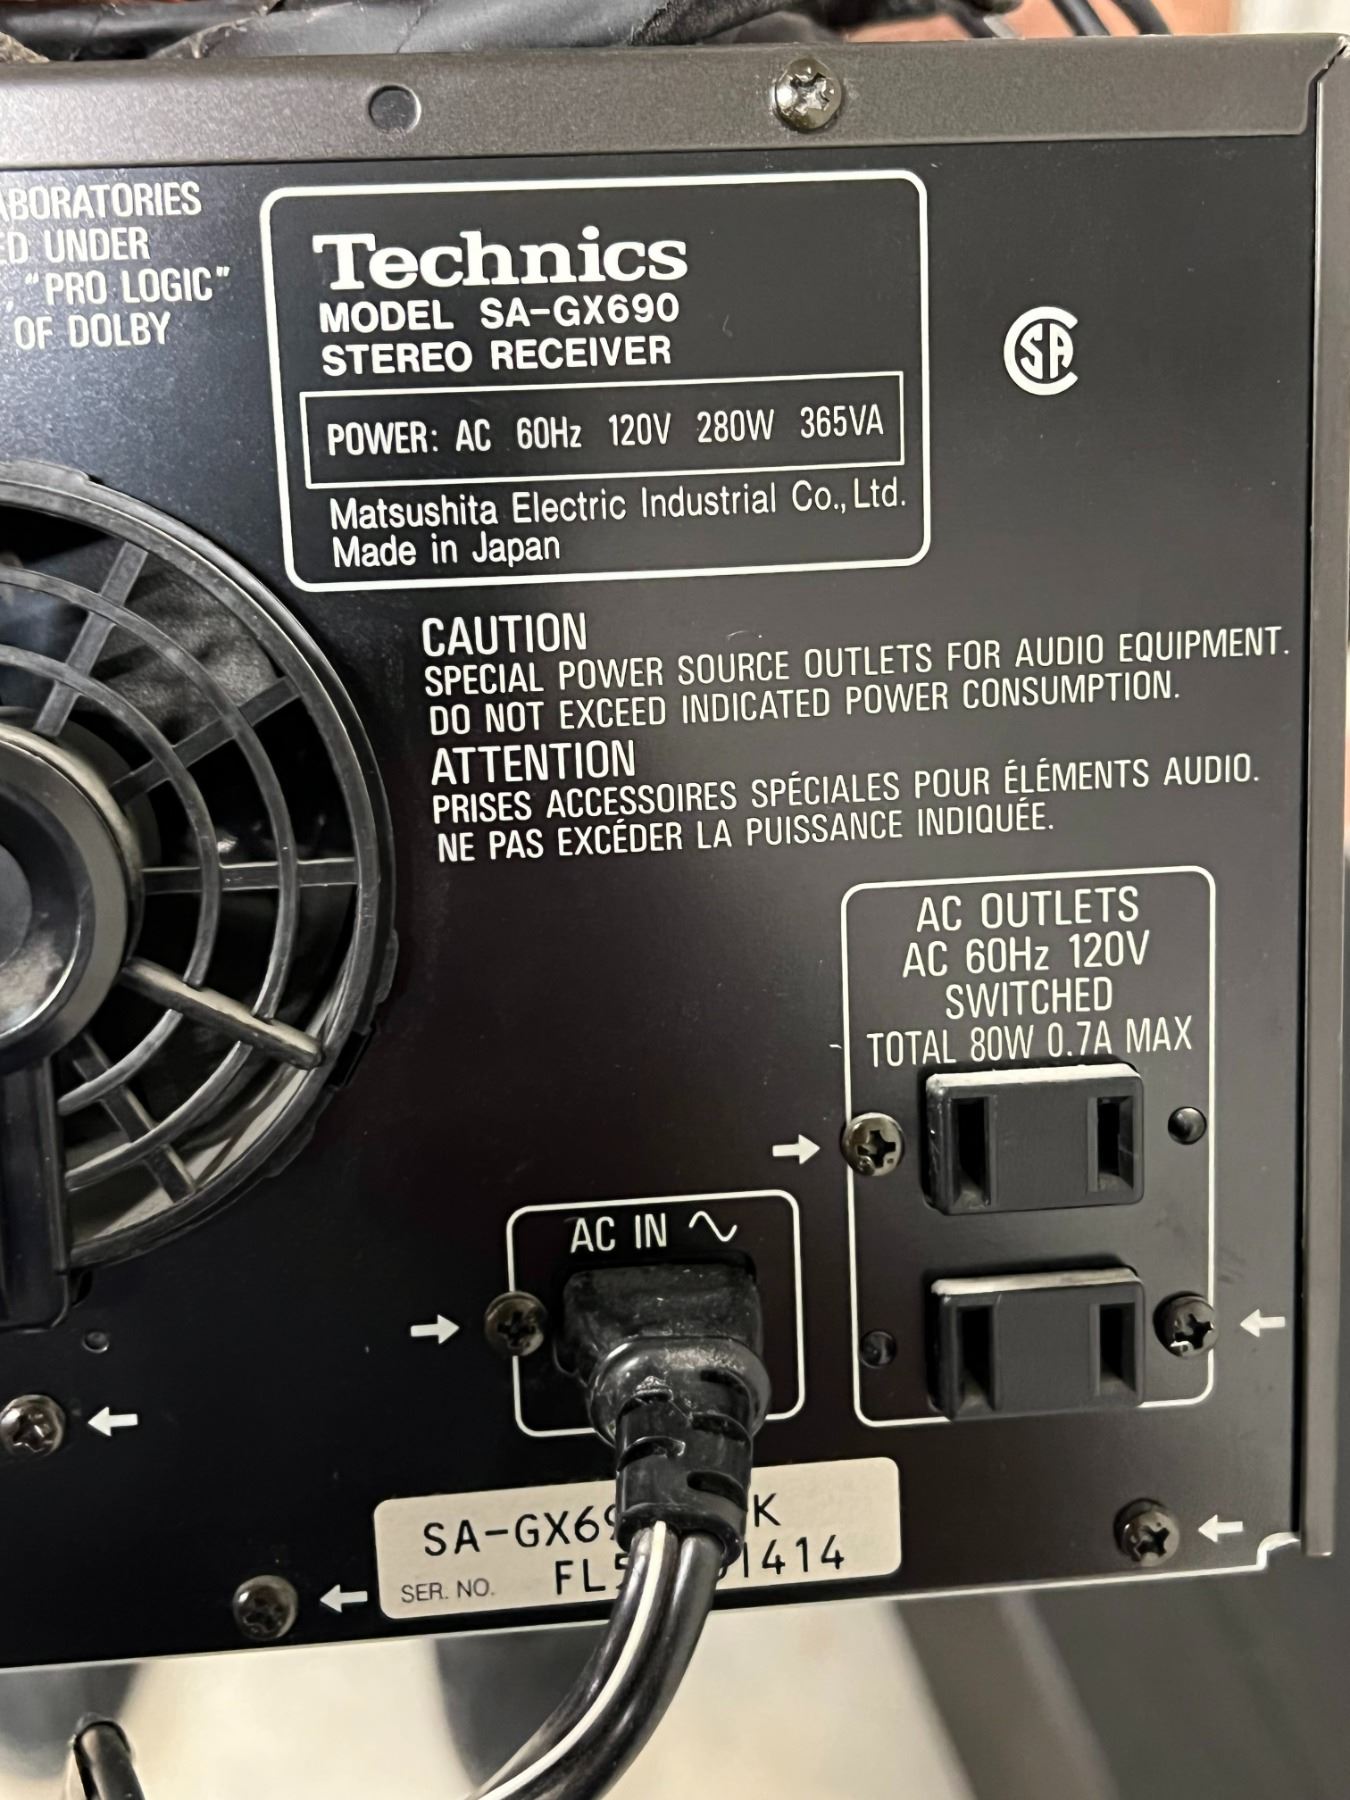 UNDER
"PRO LOGIC"
OF DOLBY
Technics
MODEL SA-GX690
STEREO RECEIVER
POWER: AC 60Hz 120V 280W 365VA
Matsushita Electric Industrial Co., Ltd.
Made in Japan
SA
CAUTION
SPECIAL POWER SOURCE OUTLETS FOR AUDIO EQUIPMENT.
DO NOT EXCEED INDICATED POWER CONSUMPTION.
ATTENTION
PRISES ACCESSOIRES SPÉCIALES POUR ÉLÉMENTS AUDIO.
NE PAS EXCÉDER LA PUISSANCE INDIQUÉE.
AC OUTLETS
AC 60Hz 120V
SWITCHED
TOTAL 80W 0.7A MAX
AC IN
K
SER. NO.